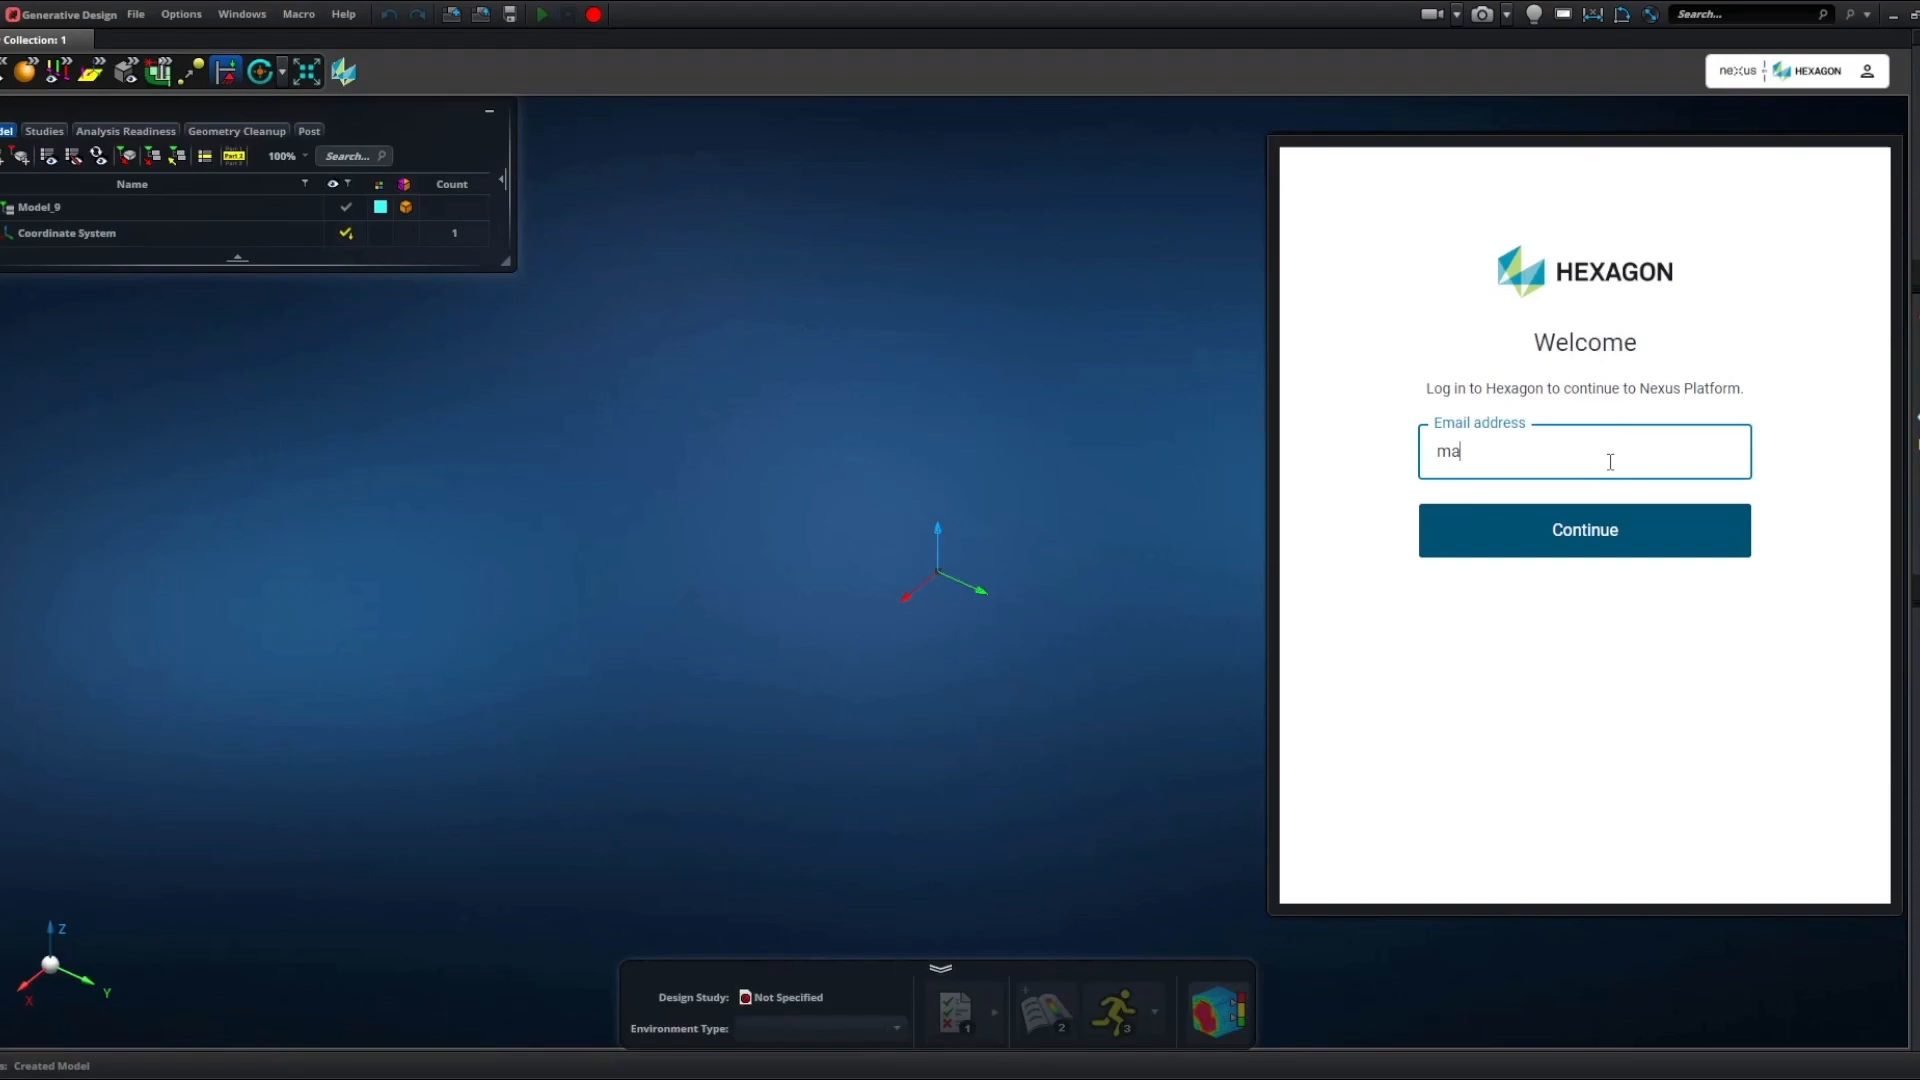 Generative Design File Options Windows Macro Help Search...
Collection: 1
nexus HEXAGON
Studies Analysis Readiness Geometry Cleanup Post
100% Search...
Name Count
Model_9
Coordinate System 1
HEXAGON
Welcome
Log in to Hexagon to continue to Nexus Platform.
Email address
ma
Continue
Z
X Y
Design Study: Not Specified
Environment Type:
1 2 3
Created Model